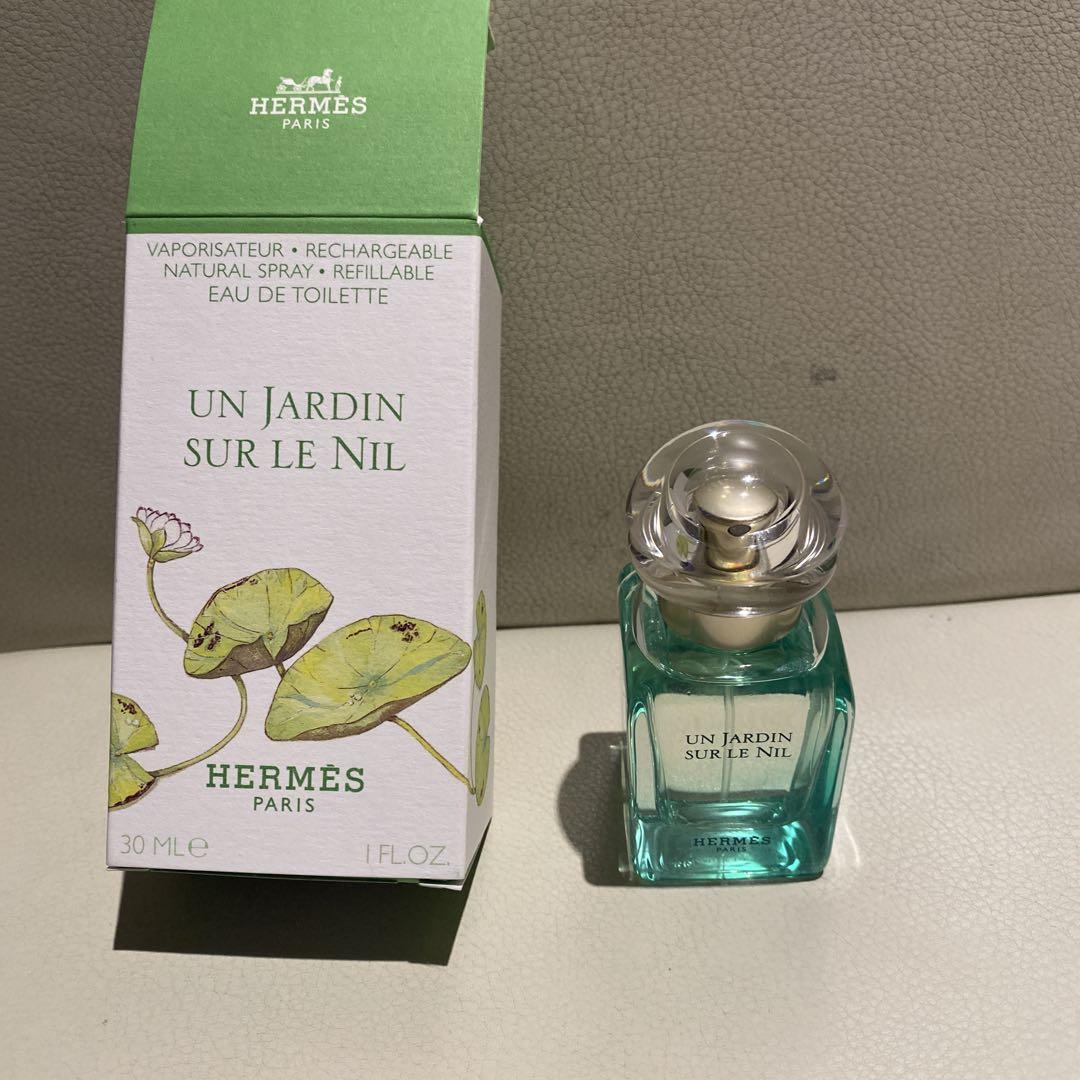 HERMÈS
PARIS
VAPORISATEUR • RECHARGEABLE
NATURAL SPRAY • REFILLABLE
EAU DE TOILETTE
UN JARDIN
SUR LE NIL
HERMÈS
PARIS
30 ML℮
1 FL.OZ.
UN JARDIN
SUR LE NIL
HERMÈS
PARIS